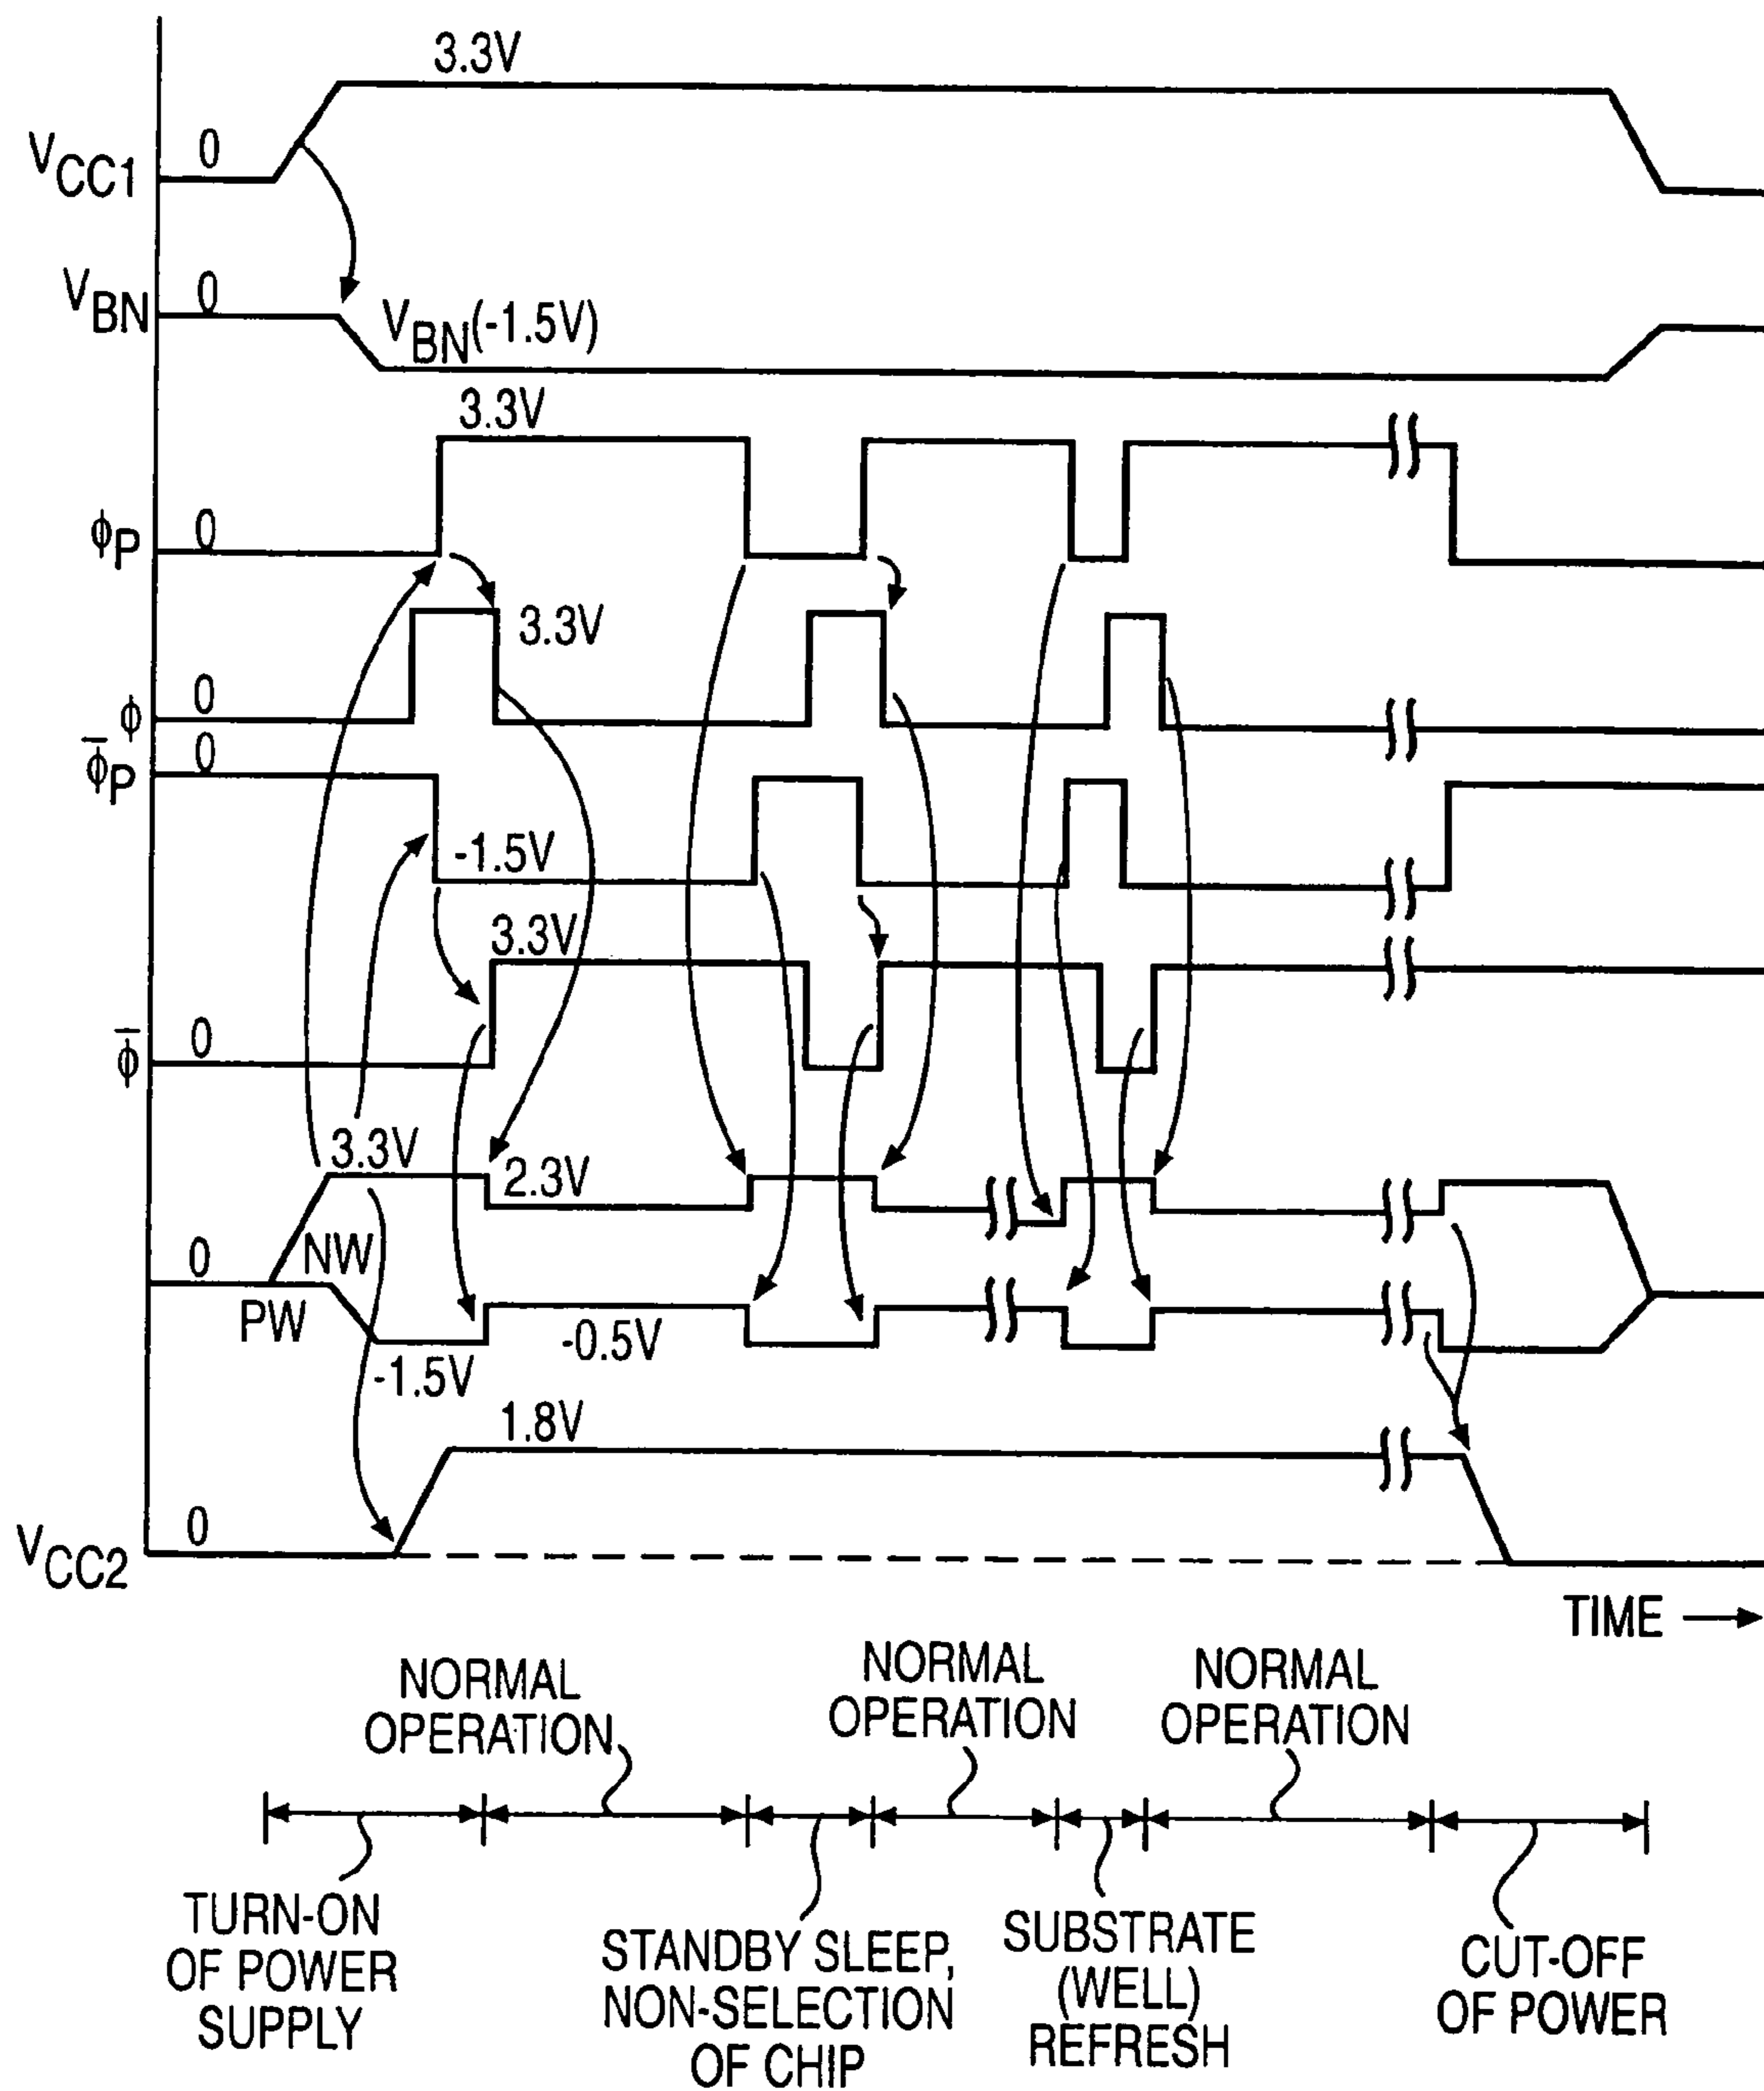 3.3V
VCC1 0
VBN 0
VBN(-1.5V)
3.3V
ϕP 0
3.3V
ϕ 0
ϕ̄P 0
-1.5V
3.3V
ϕ̄ 0
3.3V
2.3V
0
NW
PW
-0.5V
-1.5V
1.8V
VCC2 0
TIME
NORMAL
OPERATION
NORMAL
OPERATION
NORMAL
OPERATION
TURN-ON
OF POWER
SUPPLY
STANDBY SLEEP,
NON-SELECTION
OF CHIP
SUBSTRATE
(WELL)
REFRESH
CUT-OFF
OF POWER